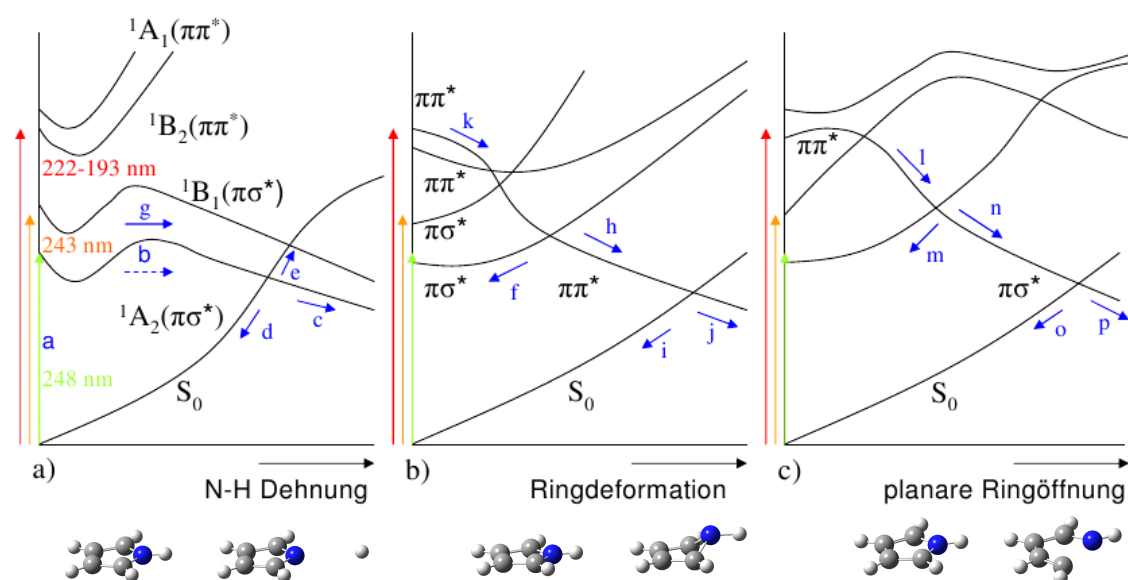 ¹A₁(ππ*)
¹B₂(ππ*)
222-193 nm
¹B₁(πσ*)
g
243 nm
b
e
¹A₂(πσ*)
c
d
a
248 nm
S₀
a)
N-H Dehnung
ππ*
k
ππ*
πσ*
h
f
πσ*
ππ*
j
i
S₀
b)
Ringdeformation
ππ*
l
n
m
πσ*
o
p
S₀
c)
planare Ringöffnung